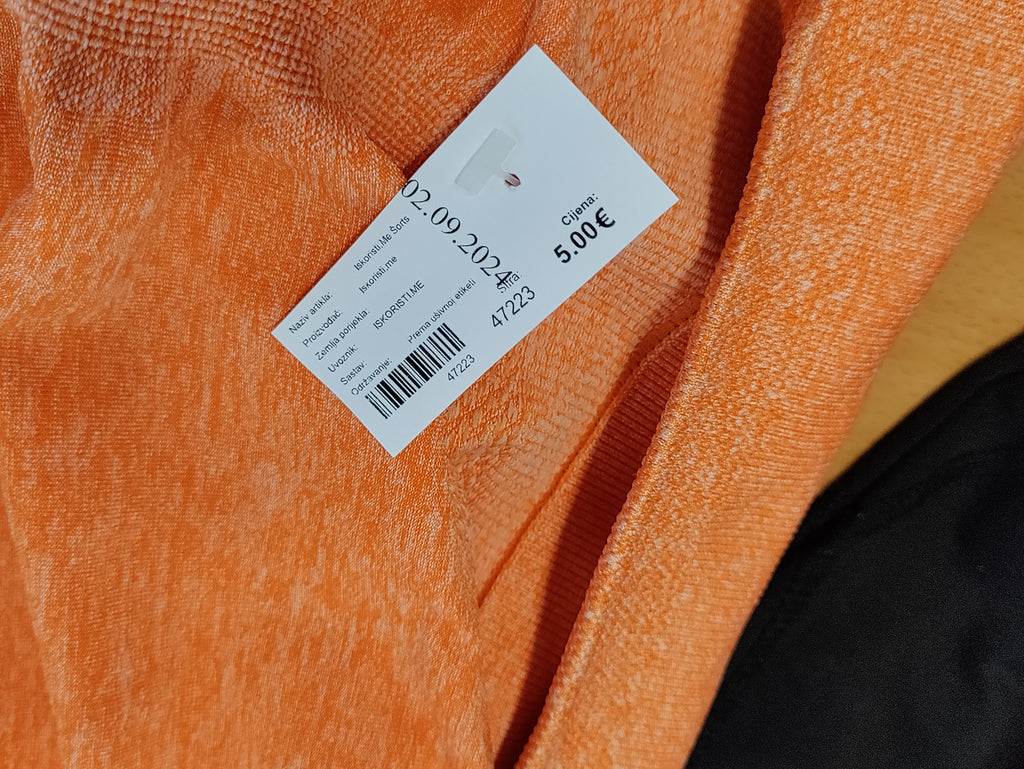 02.09.2024
Naziv artikla: Iskoristi.Me Šorts
Proizvođač: Iskoristi.me
Zemlja porijekla:
Uvoznik: ISKORISTI.ME
Sastav:
Održavanje: Prema ušivnoj etiketi
47223
Cijena:
5.00€
Šifra:
47223